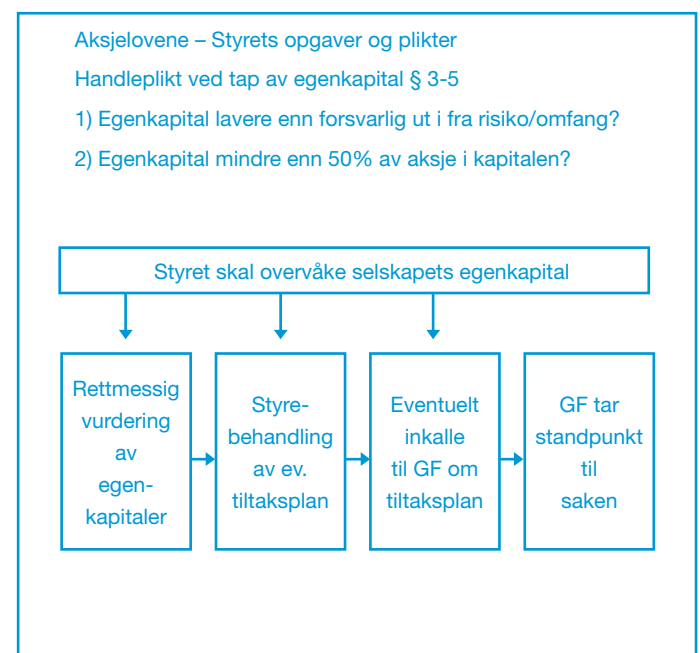 Aksjelovene – Styrets opgaver og plikter
Handleplikt ved tap av egenkapital § 3-5
1) Egenkapital lavere enn forsvarlig ut i fra risiko/omfang?
2) Egenkapital mindre enn 50% av aksje i kapitalen?
Styret skal overvåke selskapets egenkapital
Rettmessig
vurdering
av
egen-
kapitaler
Styre-
behandling
av ev.
tiltaksplan
Eventuelt
inkalle
til GF om
tiltaksplan
GF tar
standpunkt
til
saken